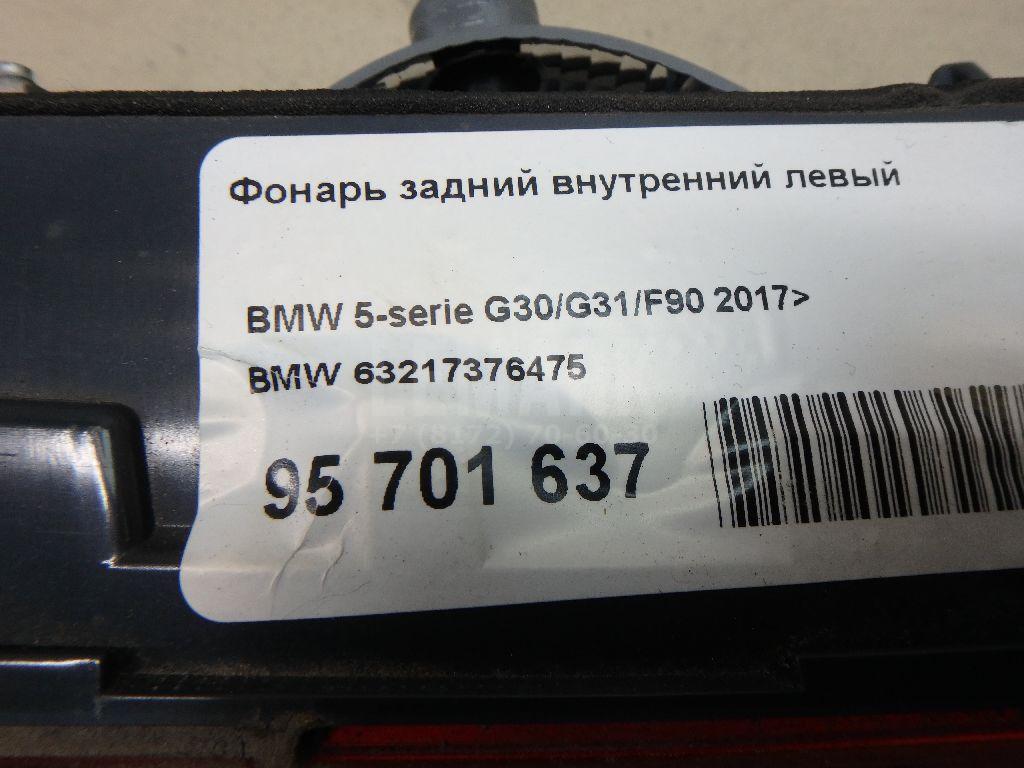 Фонарь задний внутренний левый
BMW 5-serie G30/G31/F90 2017>
BMW 63217376475
95 701 637